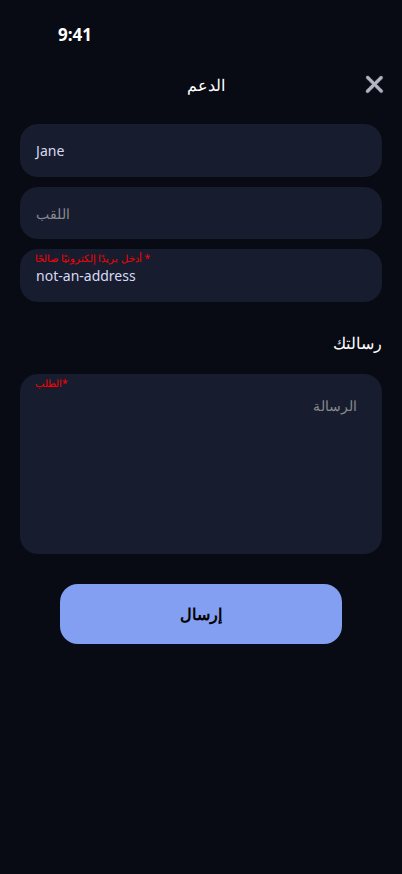 9:41
الدعم
Jane
اللقب
* أدخل بريدًا إلكترونيًا صالحًا
not-an-address
رسالتك
*الطلب
الرسالة
إرسال